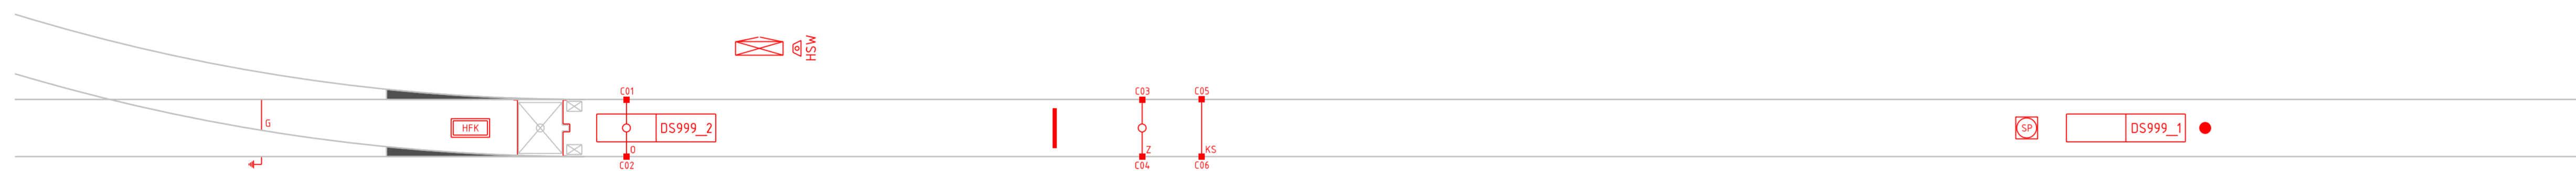 HSW
C01
C03
C05
G
HFK
DS999_2
SP
DS999_1
O
Z
KS
C02
C04
C06